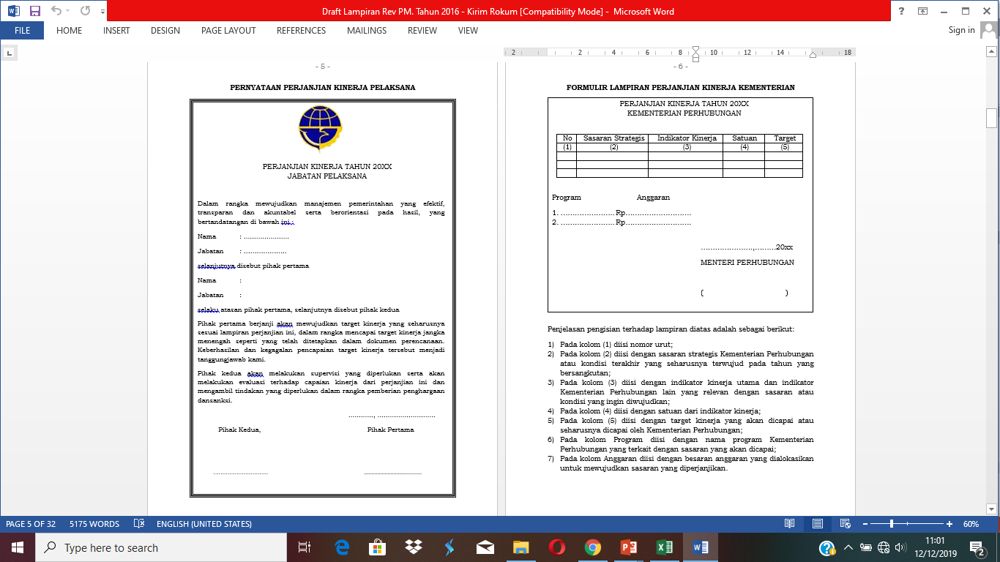 Draft Lampiran Rev PM. Tahun 2016 - Kirim Rokum [Compatibility Mode] - Microsoft Word
FILE HOME INSERT DESIGN PAGE LAYOUT REFERENCES MAILINGS REVIEW VIEW Sign in
2 2 4 6 8 10 12 14 18
- 5 -
PERNYATAAN PERJANJIAN KINERJA PELAKSANA
PERJANJIAN KINERJA TAHUN 20XX
JABATAN PELAKSANA
Dalam rangka mewujudkan manajemen pemerintahan yang efektif,
transparan dan akuntabel serta berorientasi pada hasil, yang
bertandatangan di bawah ini :
Nama : .......................
Jabatan : ......................
selanjutnya disebut pihak pertama
Nama :
Jabatan :
selaku atasan pihak pertama, selanjutnya disebut pihak kedua
Pihak pertama berjanji akan mewujudkan target kinerja yang seharusnya
sesuai lampiran perjanjian ini, dalam rangka mencapai target kinerja jangka
menengah seperti yang telah ditetapkan dalam dokumen perencanaan.
Keberhasilan dan kegagalan pencapaian target kinerja tersebut menjadi
tanggungjawab kami.
Pihak kedua akan melakukan supervisi yang diperlukan serta akan
melakukan evaluasi terhadap capaian kinerja dari perjanjian ini dan
mengambil tindakan yang diperlukan dalam rangka pemberian penghargaan
dansanksi.
............, ............................
Pihak Kedua, Pihak Pertama
............................ ............................
- 6 -
FORMULIR LAMPIRAN PERJANJIAN KINERJA KEMENTERIAN
PERJANJIAN KINERJA TAHUN 20XX
KEMENTERIAN PERHUBUNGAN
No Sasaran Strategis Indikator Kinerja Satuan Target
(1) (2) (3) (4) (5)
Program Anggaran
1. ........................ Rp.............................
2. ........................ Rp.............................
.......................,..........20xx
MENTERI PERHUBUNGAN
( )
Penjelasan pengisian terhadap lampiran diatas adalah sebagai berikut:
1) Pada kolom (1) diisi nomor urut;
2) Pada kolom (2) diisi dengan sasaran strategis Kementerian Perhubungan
atau kondisi terakhir yang seharusnya terwujud pada tahun yang
bersangkutan;
3) Pada kolom (3) diisi dengan indikator kinerja utama dan indikator
Kementerian Perhubungan lain yang relevan dengan sasaran atau
kondisi yang ingin diwujudkan;
4) Pada kolom (4) diisi dengan satuan dari indikator kinerja;
5) Pada kolom (5) diisi dengan target kinerja yang akan dicapai atau
seharusnya dicapai oleh Kementerian Perhubungan;
6) Pada kolom Program diisi dengan nama program Kementerian
Perhubungan yang terkait dengan sasaran yang akan dicapai;
7) Pada kolom Anggaran diisi dengan besaran anggaran yang dialokasikan
untuk mewujudkan sasaran yang diperjanjikan.
PAGE 5 OF 32 5175 WORDS ENGLISH (UNITED STATES) 60%
Type here to search
11:01
12/12/2019
2